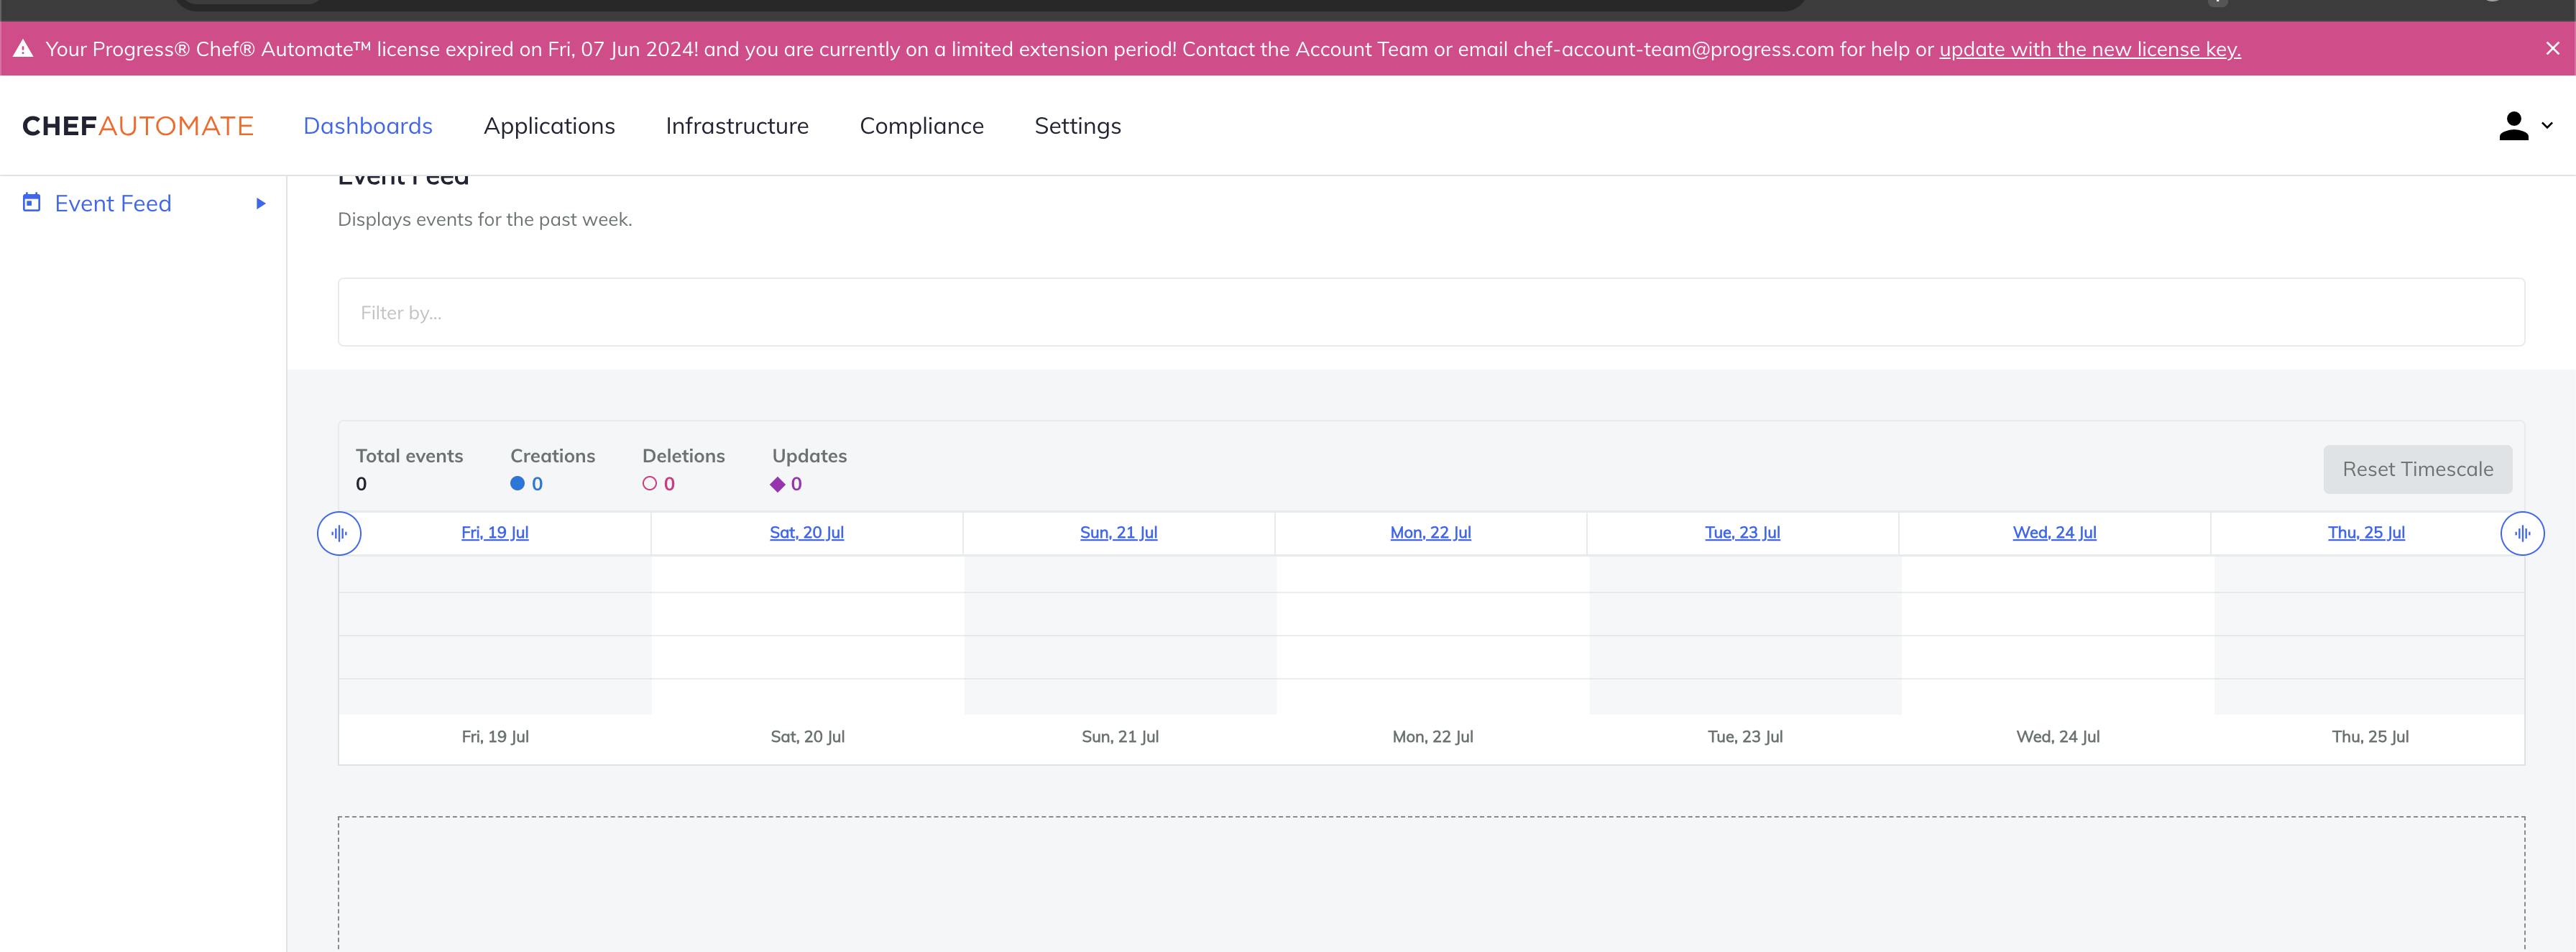 Your Progress® Chef® Automate™ license expired on Fri, 07 Jun 2024! and you are currently on a limited extension period! Contact the Account Team or email chef-account-team@progress.com for help or update with the new license key.
CHEFAUTOMATE Dashboards Applications Infrastructure Compliance Settings
Event Feed
Event Feed
Displays events for the past week.
Filter by...
Total events Creations Deletions Updates
0 0 0 0
Reset Timescale
Fri, 19 Jul Sat, 20 Jul Sun, 21 Jul Mon, 22 Jul Tue, 23 Jul Wed, 24 Jul Thu, 25 Jul
Fri, 19 Jul Sat, 20 Jul Sun, 21 Jul Mon, 22 Jul Tue, 23 Jul Wed, 24 Jul Thu, 25 Jul